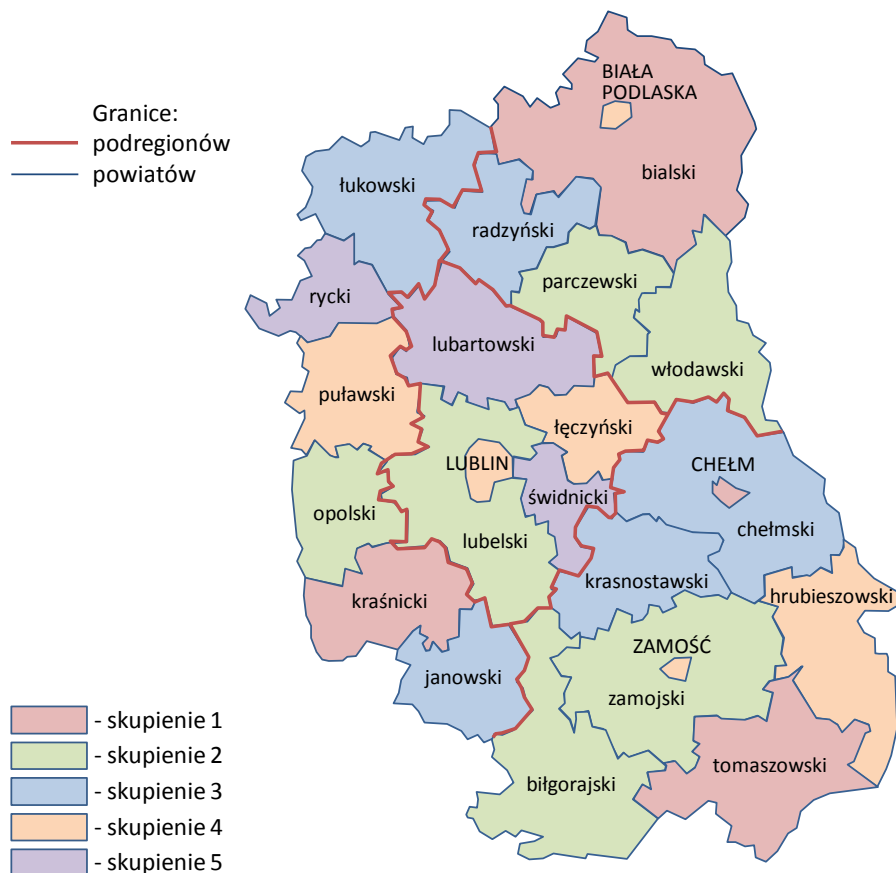 Granice:
podregionów
powiatów
BIAŁA
PODLASKA
bialski
łukowski
radzyński
parczewski
rycki
lubartowski
włodawski
puławski
łęczyński
LUBLIN
CHEŁM
świdnicki
opolski
chełmski
lubelski
krasnostawski
hrubieszowski
kraśnicki
ZAMOŚĆ
janowski
zamojski
tomaszowski
biłgorajski
- skupienie 1
- skupienie 2
- skupienie 3
- skupienie 4
- skupienie 5